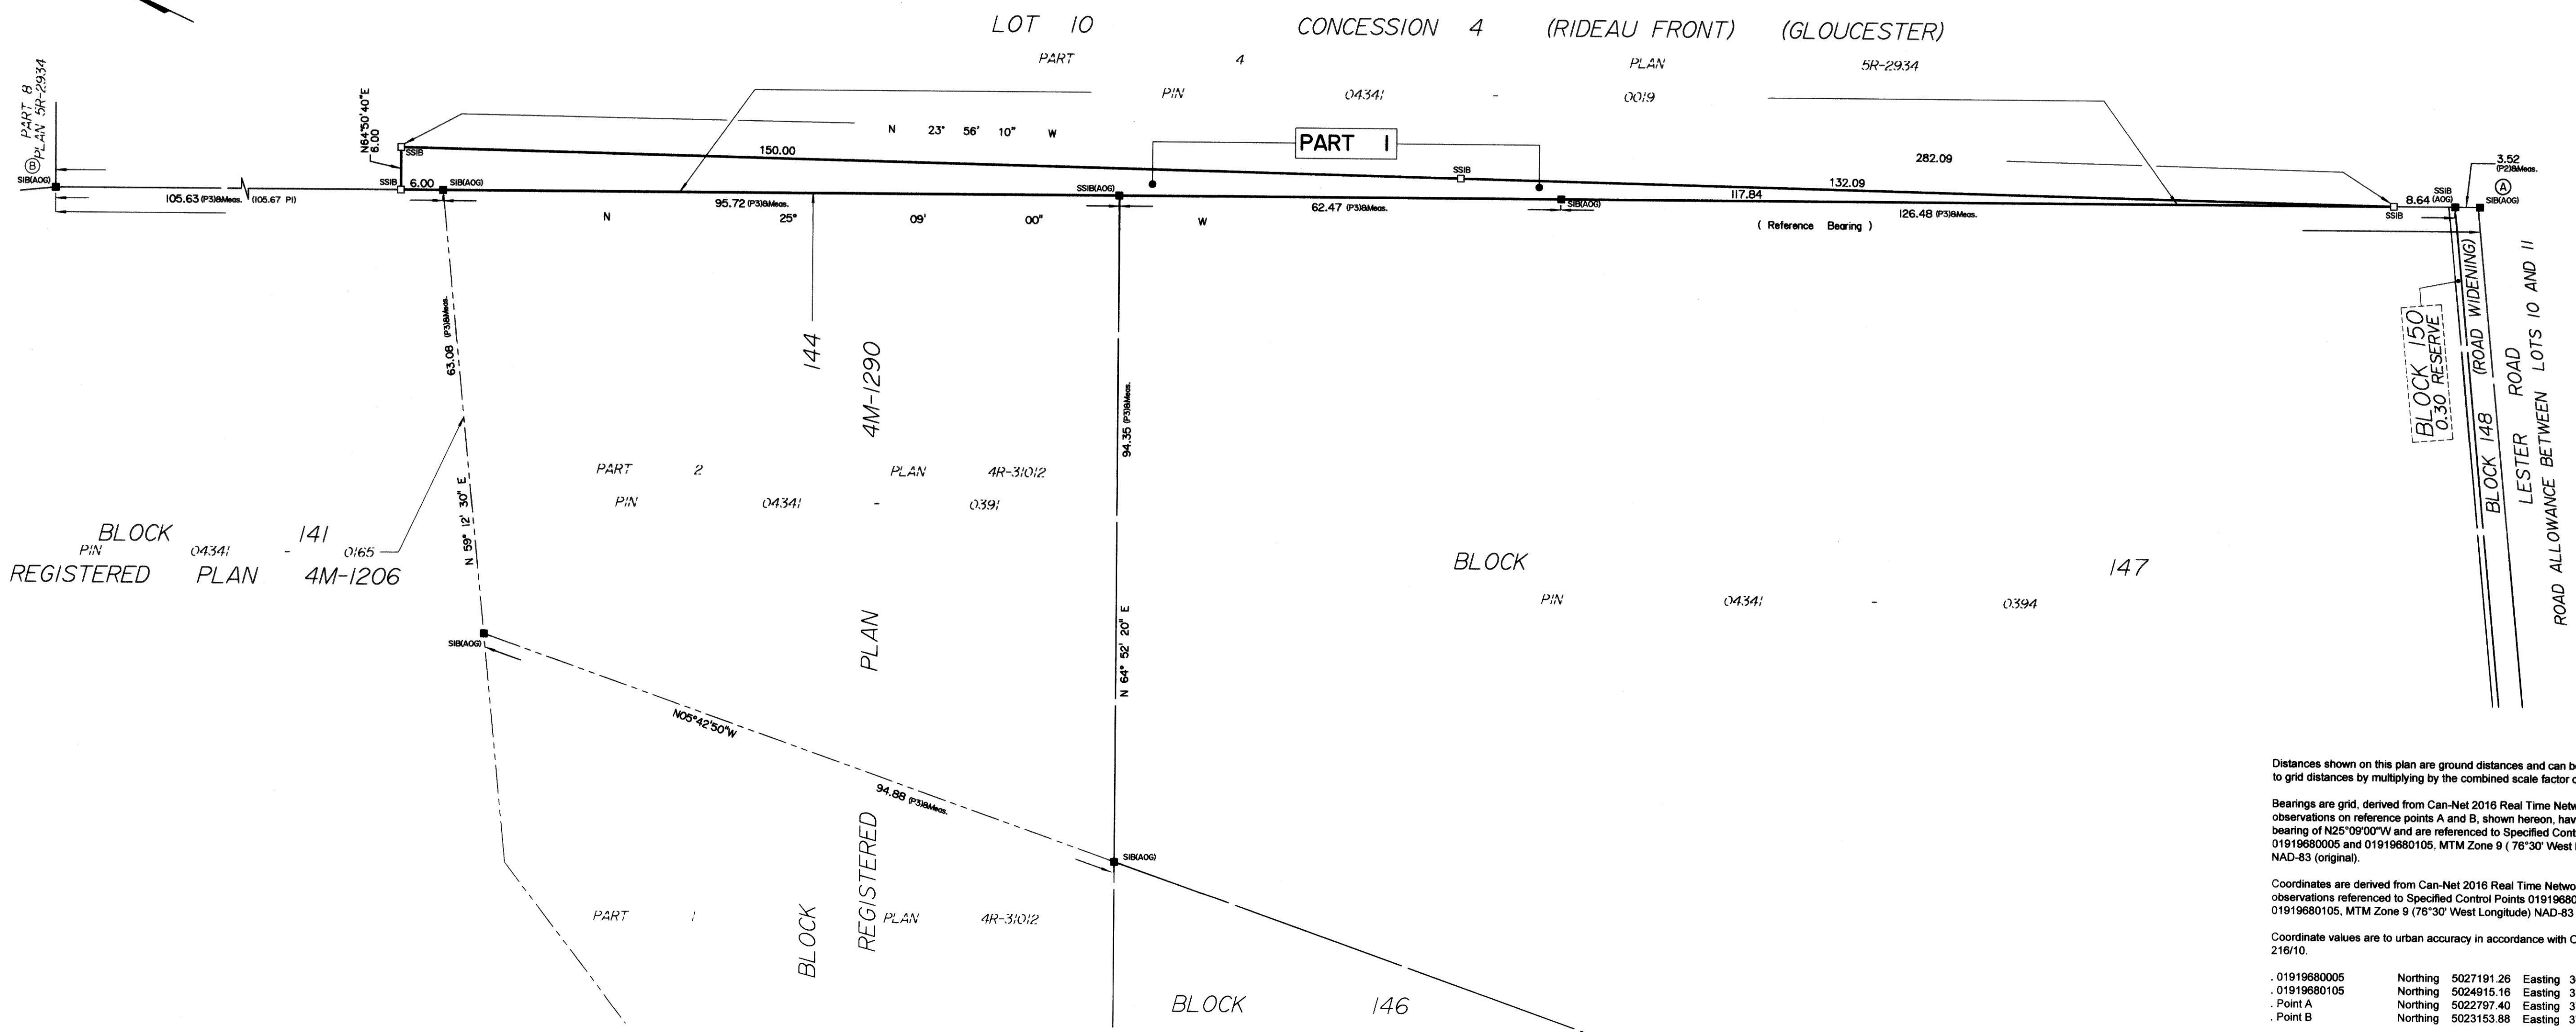 LOT 10 CONCESSION 4 (RIDEAU FRONT) (GLOUCESTER)
PART 4 PLAN 5R-2934
PIN 04341 - 0019
PART 8
PLAN 5R-2934
B
SIB(AOG)
N64°50'40"E
6.00
SSIB
N 23° 56' 10" W
PART 1
150.00
SSIB
282.09
132.09
3.52
(P2)&Meas.
A
SIB(AOG)
105.63 (P3)&Meas. (105.67 P1)
SSIB
6.00
SIB(AOG)
95.72 (P3)&Meas.
SSIB(AOG)
62.47 (P3)&Meas.
SIB(AOG)
117.84
126.48 (P3)&Meas.
SSIB
8.64
SSIB
(AOG)
N 25° 09' 00" W
( Reference Bearing )
63.08 (P3)&Meas.
N 59° 12' 30" E
144
4M-1290
94.35 (P3)&Meas.
N 64° 52' 20" E
PART 2 PLAN 4R-31012
PIN 04341 - 0391
BLOCK 141
PIN 04341 - 0165
REGISTERED PLAN 4M-1206
BLOCK 147
PIN 04341 - 0394
BLOCK 150
0.30 RESERVE
BLOCK 148 (ROAD WIDENING)
LESTER ROAD
ROAD ALLOWANCE BETWEEN LOTS 10 AND 11
SIB(AOG)
N05°42'50"W
94.88 (P3)&Meas.
SIB(AOG)
PLAN
REGISTERED
BLOCK
PART 1 PLAN 4R-31012
BLOCK 146
Distances shown on this plan are ground distances and can b
to grid distances by multiplying by the combined scale factor
Bearings are grid, derived from Can-Net 2016 Real Time Netw
observations on reference points A and B, shown hereon, hav
bearing of N25°09'00"W and are referenced to Specified Cont
01919680005 and 01919680105, MTM Zone 9 ( 76°30' West
NAD-83 (original).
Coordinates are derived from Can-Net 2016 Real Time Netwo
observations referenced to Specified Control Points 01919680
01919680105, MTM Zone 9 (76°30' West Longitude) NAD-83
Coordinate values are to urban accuracy in accordance with O
216/10.
. 01919680005 Northing 5027191.26 Easting 3
. 01919680105 Northing 5024915.16 Easting 3
. Point A Northing 5022797.40 Easting 3
. Point B Northing 5023153.88 Easting 3